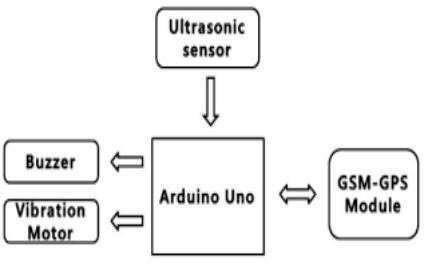 Ultrasonic
sensor
Buzzer
Vibration
Motor
Arduino Uno
GSM-GPS
Module